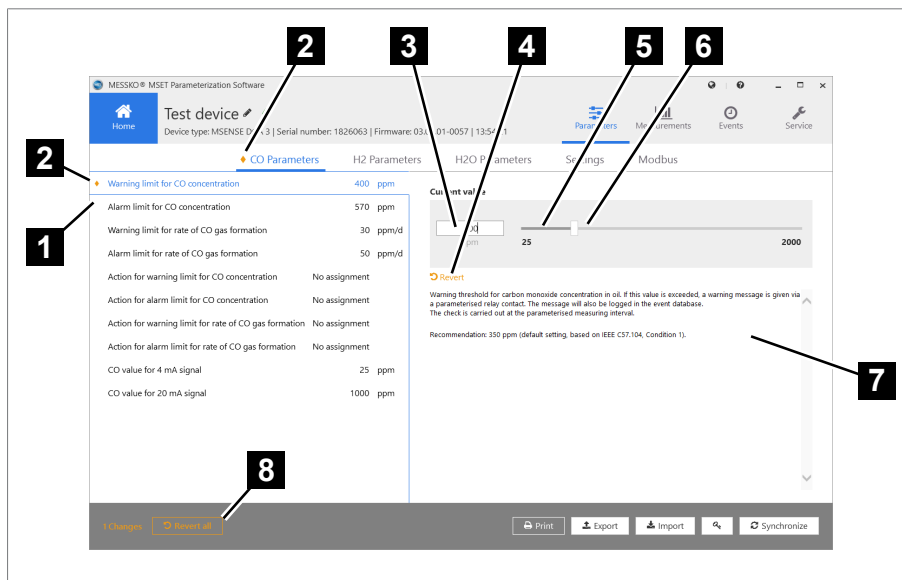 2 3 4 5 6
MESSKO® MSET Parameterization Software
Home
Test device
Device type: MSENSE DGA 3 | Serial number: 1826063 | Firmware:
Parameters Measurements Events Service
2
CO Parameters H2 Parameters H2O Parameters Settings Modbus
Warning limit for CO concentration 400 ppm
Current value
1
Alarm limit for CO concentration 570 ppm
Warning limit for rate of CO gas formation 30 ppm/d
25 2000
Alarm limit for rate of CO gas formation 50 ppm/d
Action for warning limit for CO concentration No assignment
Revert
Warning threshold for carbon monoxide concentration in oil. If this value is exceeded, a warning message is given via
a parameterised relay contact. The message will also be logged in the event database.
The check is carried out at the parameterised measuring interval.
Action for alarm limit for CO concentration No assignment
Action for warning limit for rate of CO gas formation No assignment
Recommendation: 350 ppm (default setting, based on IEEE C57.104, Condition 1).
Action for alarm limit for rate of CO gas formation No assignment
7
CO value for 4 mA signal 25 ppm
CO value for 20 mA signal 1000 ppm
8
1 Changes Revert all
Print Export Import Synchronize